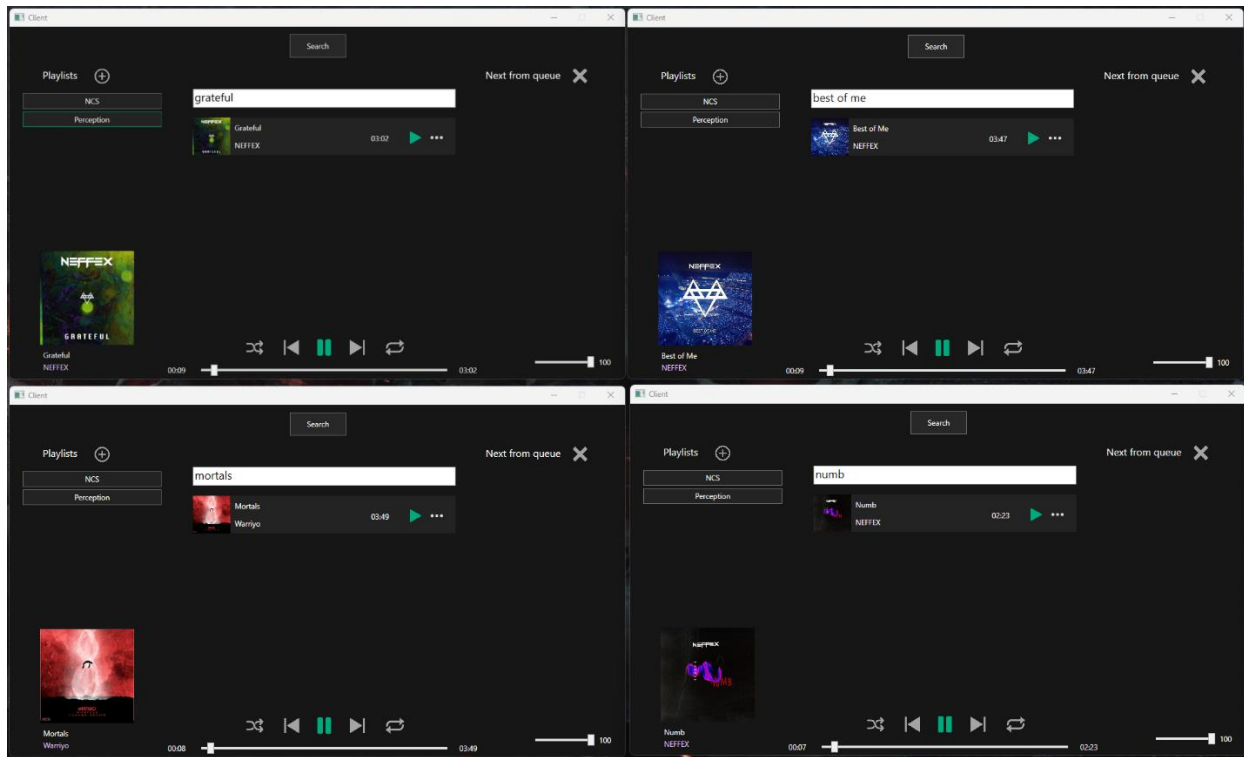 Client
Search
Playlists
Next from queue
NCS
Perception
grateful
Grateful
NEFFEX
03:02
NEFFEX
GRATEFUL
Grateful
NEFFEX
00:09
03:02
100
Client
Search
Playlists
Next from queue
NCS
Perception
best of me
Best of Me
NEFFEX
03:47
NEFFEX
BEST OF ME
Best of Me
NEFFEX
00:09
03:47
100
Client
Search
Playlists
Next from queue
NCS
Perception
mortals
Mortals
Warriyo
03:49
Mortals
Warriyo
00:08
03:49
100
Client
Search
Playlists
Next from queue
NCS
Perception
numb
Numb
NEFFEX
02:23
NEFFEX
Numb
NEFFEX
00:07
02:23
100